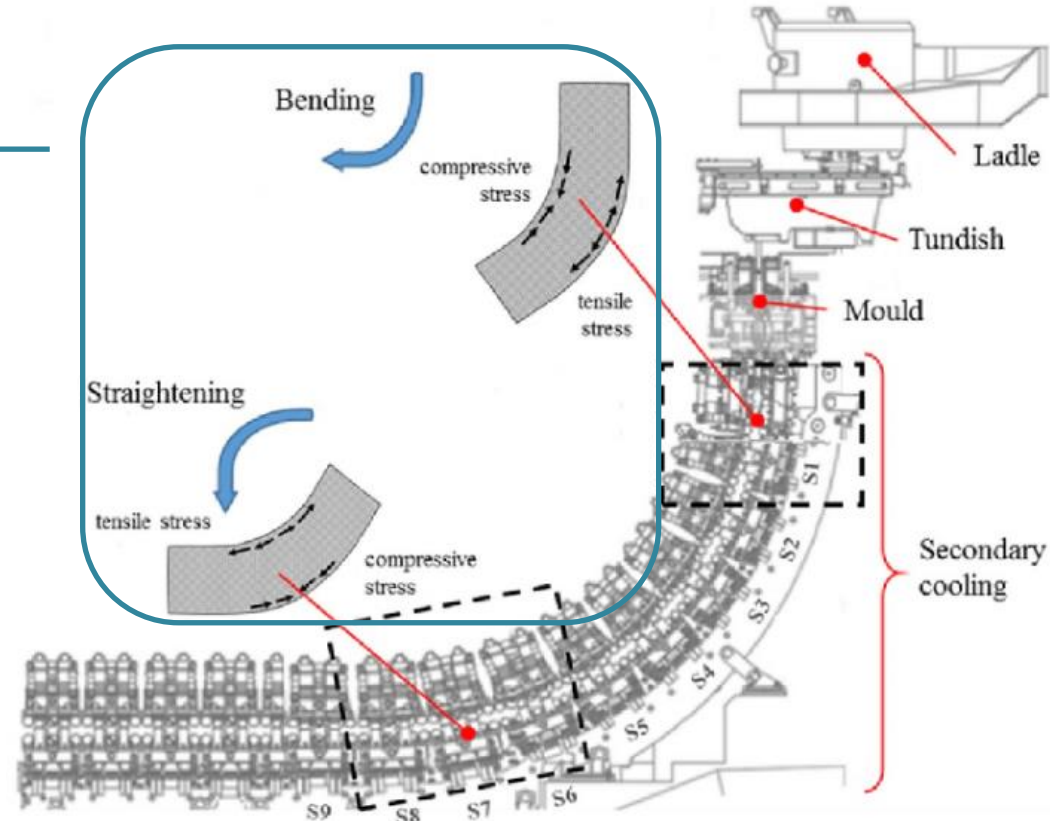 Bending
compressive
stress
tensile
stress
Straightening
tensile stress
compressive
stress
Ladle
Tundish
Mould
Secondary
cooling
S1
S2
S3
S4
S5
S6
S7
S8
S9